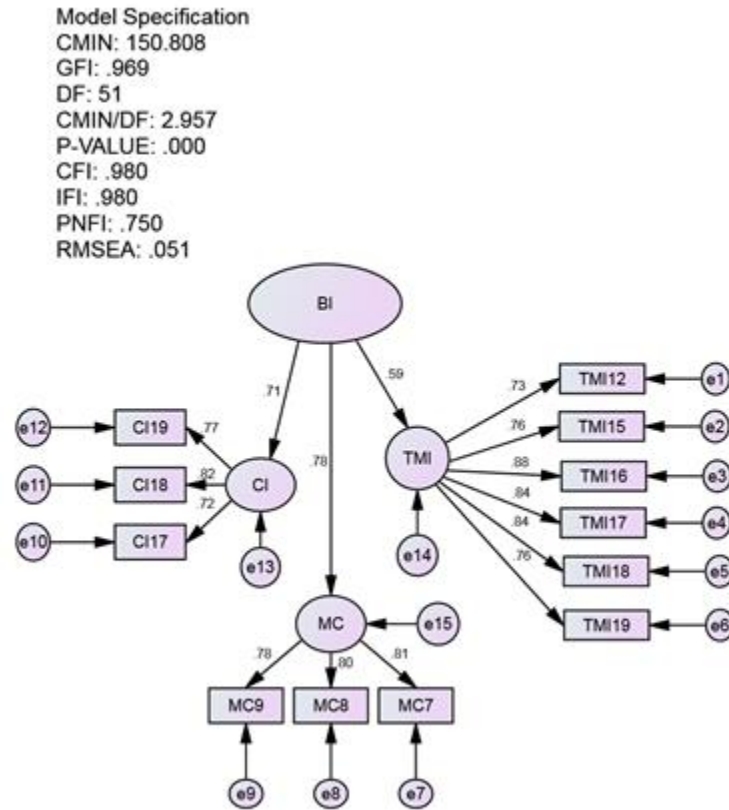 Model Specification
CMIN: 150.808
GFI: .969
DF: 51
CMIN/DF: 2.957
P-VALUE: .000
CFI: .980
IFI: .980
PNFI: .750
RMSEA: .051
BI
.71
.78
.59
e12
CI19
.77
e11
CI18
.82
e10
CI17
.72
CI
e13
TMI
e14
.73
TMI12
e1
.76
TMI15
e2
.88
TMI16
e3
.84
TMI17
e4
.84
TMI18
e5
.76
TMI19
e6
MC
e15
.78
.80
.81
MC9
MC8
MC7
e9
e8
e7